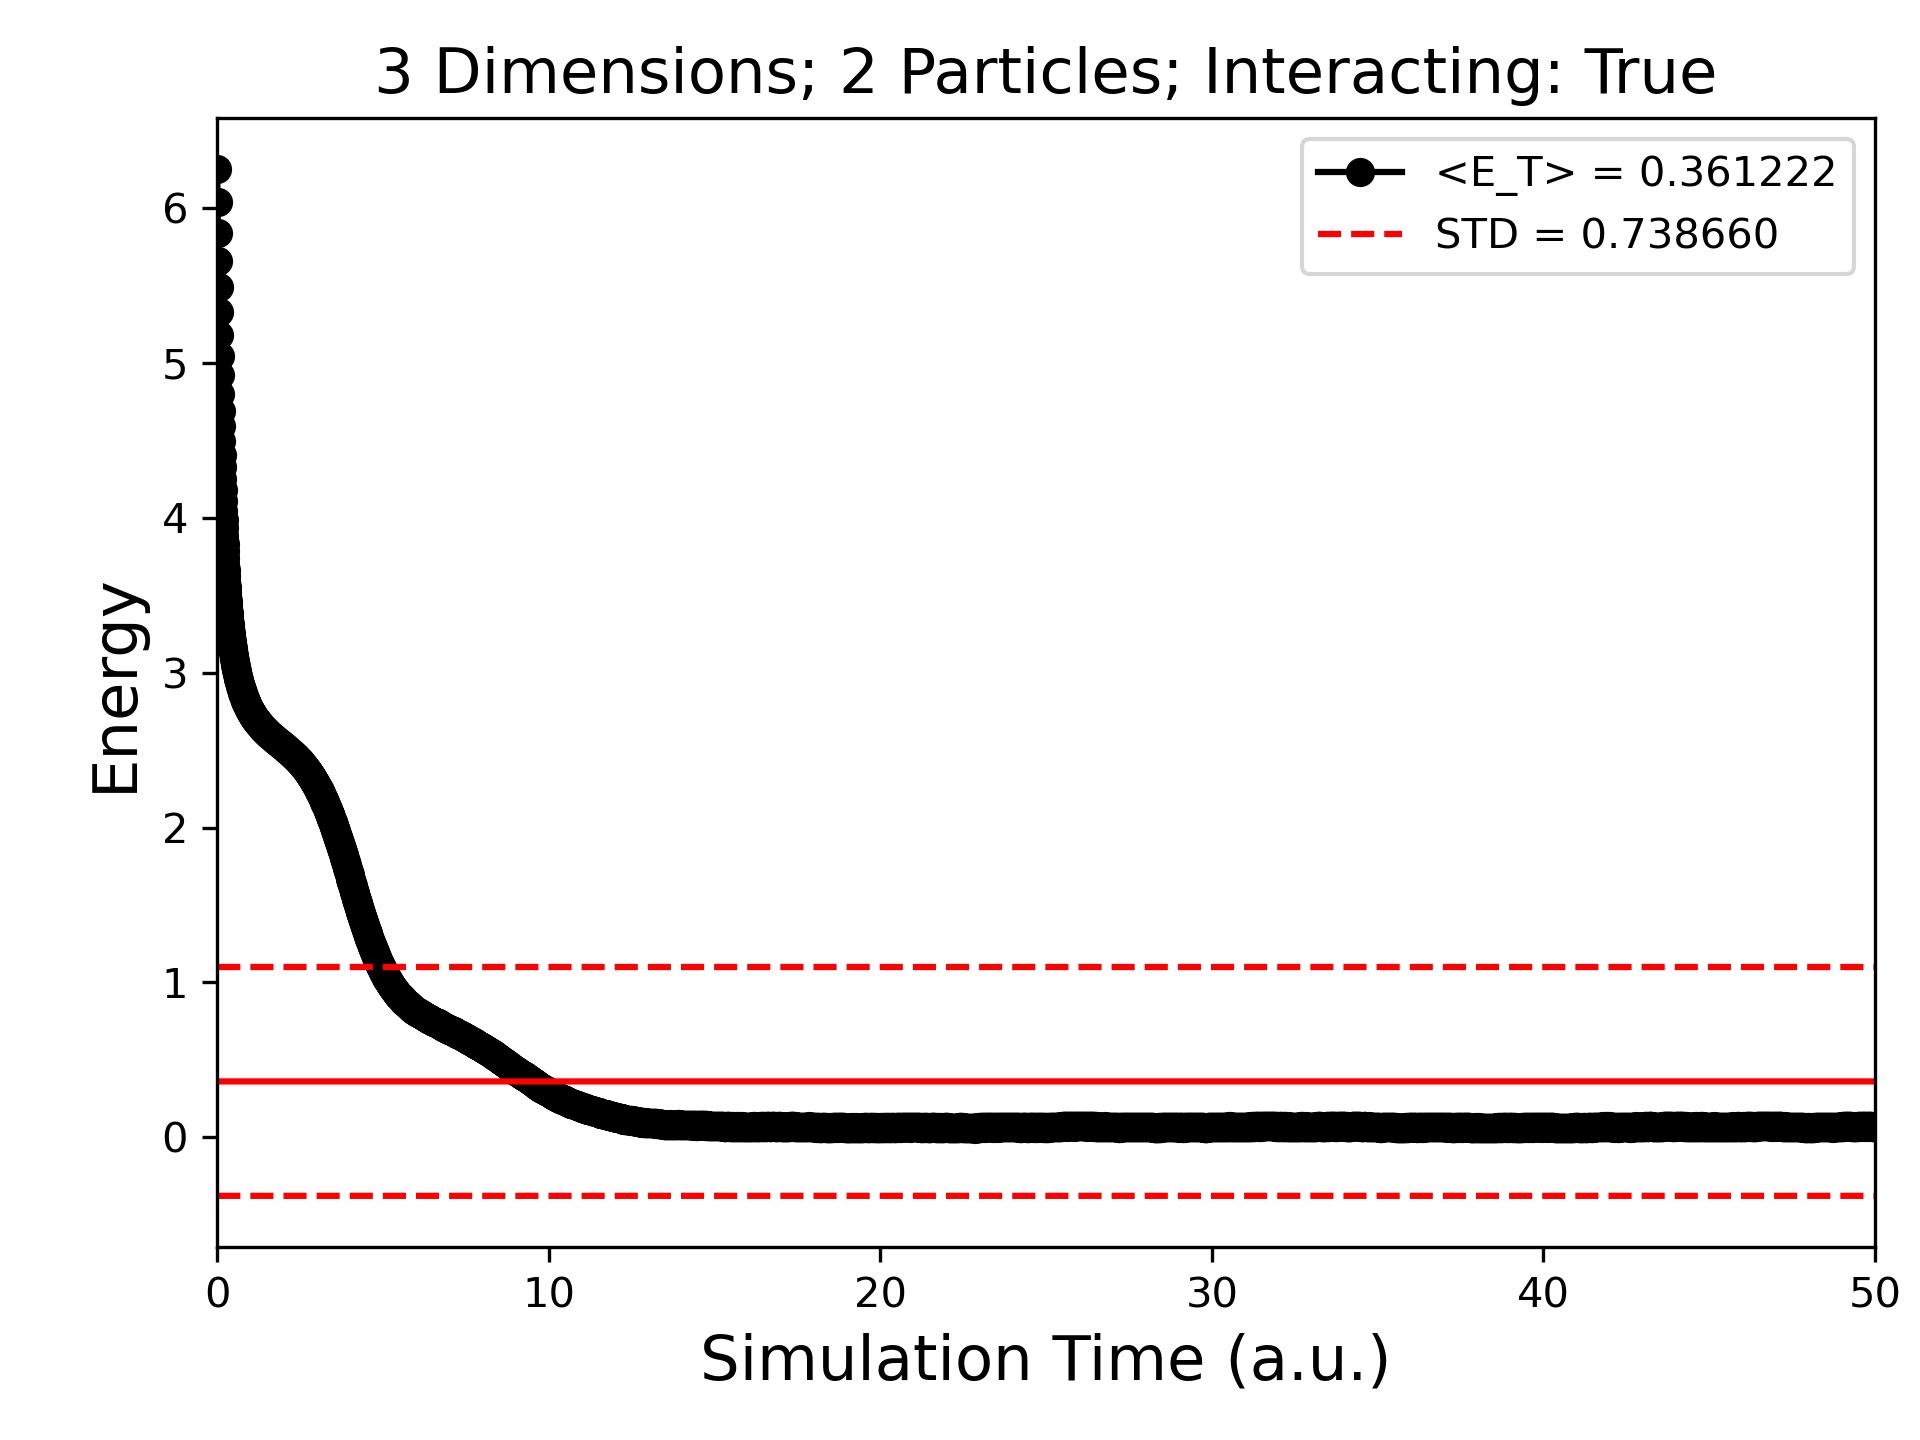 3 Dimensions; 2 Particles; Interacting: True
<E_T> = 0.361222
STD = 0.738660
Energy
6
5
4
3
2
1
0
0 10 20 30 40 50
Simulation Time (a.u.)